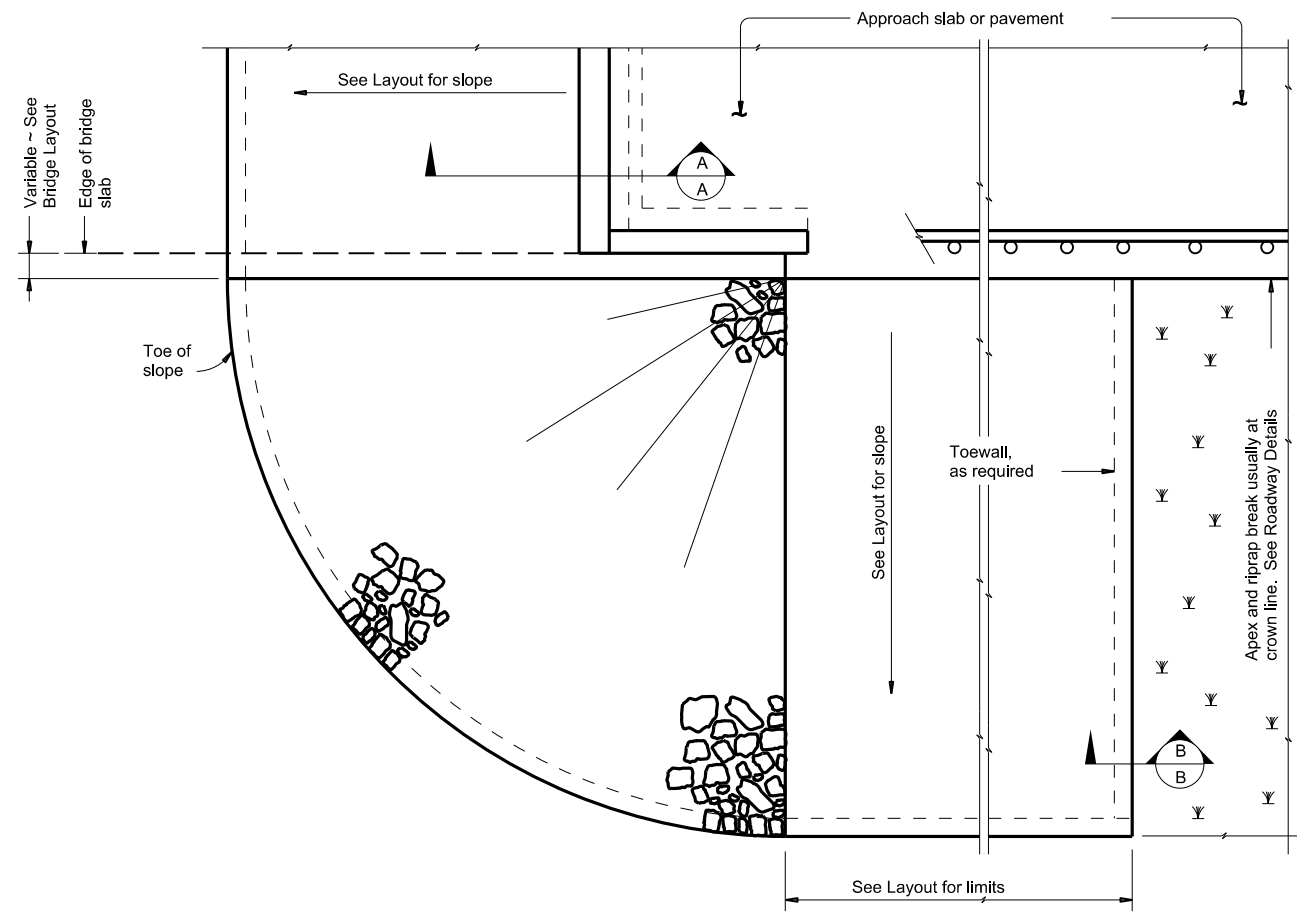 Approach slab or pavement
See Layout for slope
Variable ~ See
Bridge Layout
Edge of bridge
slab
A
A
Toe of
slope
See Layout for slope
Toewall,
as required
Apex and riprap break usually at
crown line.  See Roadway Details
B
B
See Layout for limits